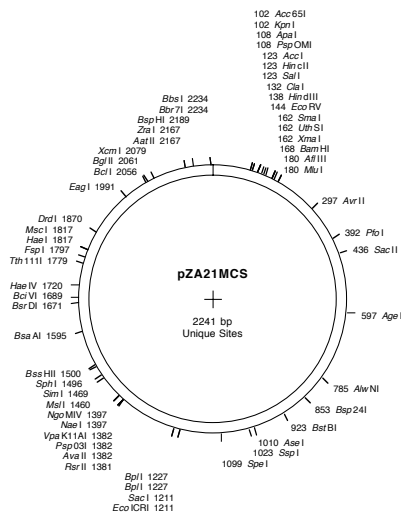 102 Acc65I
102 KpnI
108 ApaI
108 PspOMI
123 AccI
123 HincII
123 SalI
132 ClaI
138 HindIII
144 EcoRV
162 SmaI
162 UthSI
162 XmaI
168 BamHI
180 AflIII
180 MluI
297 AvrII
392 PfoI
436 SacII
597 AgeI
785 AlwNI
853 Bsp24I
923 BstBI
1010 AseI
1023 SspI
1099 SpeI
BbsI 2234
Bbr7I 2234
BspHI 2189
ZraI 2167
AatII 2167
XcmI 2079
BglII 2061
BclI 2056
EagI 1991
DrdI 1870
MscI 1817
HaeI 1817
FspI 1797
Tth111I 1779
HaeIV 1720
BciVI 1689
BsrDI 1671
BsaAI 1595
BssHII 1500
SphI 1496
SimI 1469
MslI 1460
NgoMIV 1397
NaeI 1397
VpaK11AI 1382
Psp03I 1382
AvaII 1382
RsrII 1381
BplI 1227
BplI 1227
SacI 1211
EcoICRI 1211
pZA21MCS
2241 bp
Unique Sites